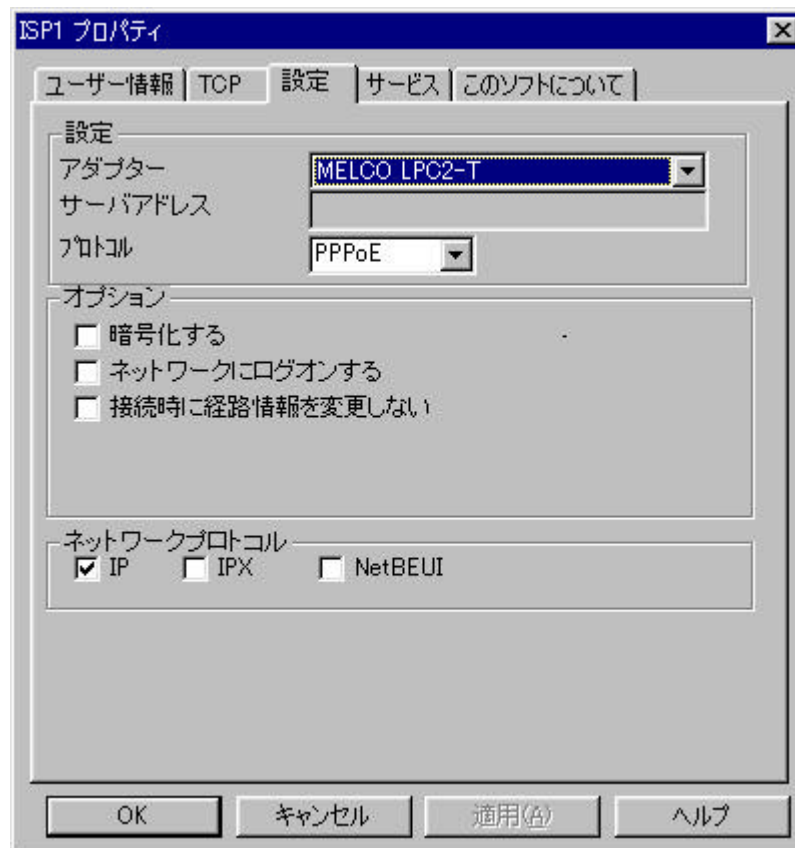 ISP1 プロパティ
ユーザー情報 TCP 設定 サービス このソフトについて
設定
アダプター MELCO LPC2-T
サーバアドレス
プロトコル PPPoE
オプション
暗号化する
ネットワークにログオンする
接続時に経路情報を変更しない
ネットワークプロトコル
IP IPX NetBEUI
OK キャンセル 適用(A) ヘルプ